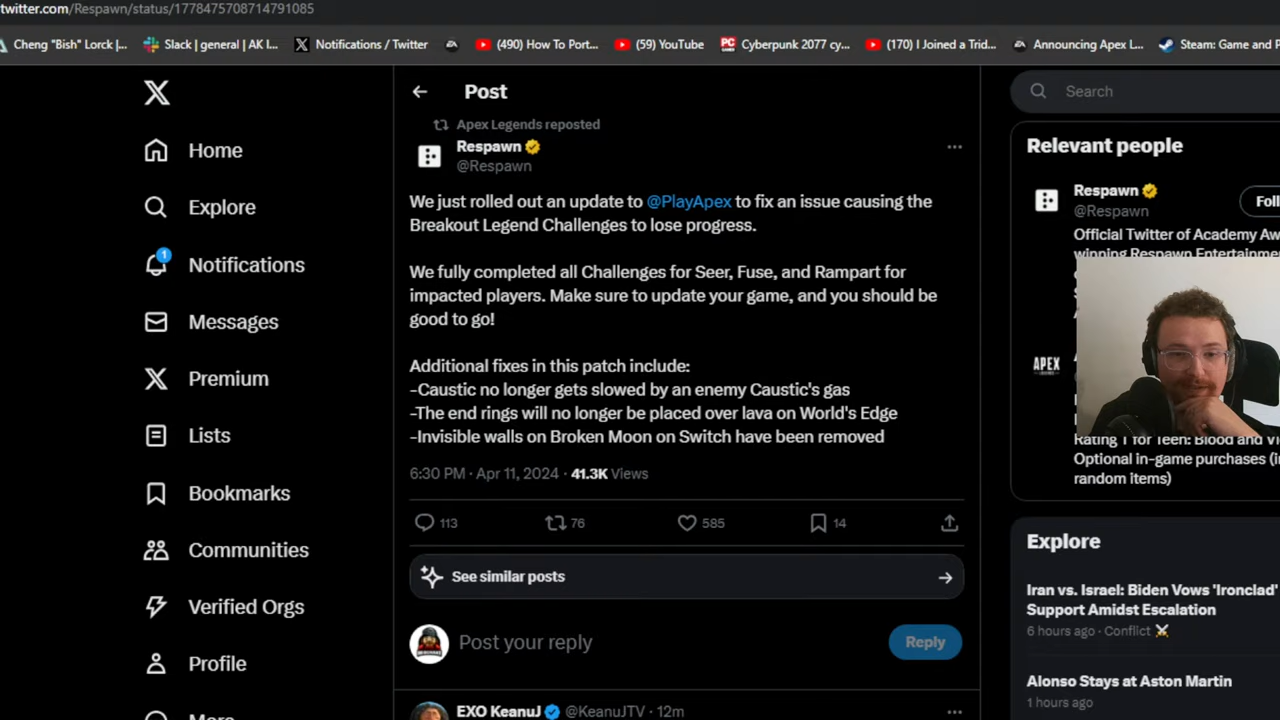 twitter.com/Respawn/status/1778475708714791085
Cheng "Bish" Lorck |...
Slack | general | AK I...
Notifications / Twitter
(490) How To Port...
(59) YouTube
Cyberpunk 2077 cy...
(170) I Joined a Trid...
Announcing Apex L...
Steam: Game and P
Home
Explore
1
Notifications
Messages
Premium
Lists
Bookmarks
Communities
Verified Orgs
Profile
More
Post
Apex Legends reposted
Respawn
@Respawn
We just rolled out an update to @PlayApex to fix an issue causing the
Breakout Legend Challenges to lose progress.
We fully completed all Challenges for Seer, Fuse, and Rampart for
impacted players. Make sure to update your game, and you should be
good to go!
Additional fixes in this patch include:
-Caustic no longer gets slowed by an enemy Caustic's gas
-The end rings will no longer be placed over lava on World's Edge
-Invisible walls on Broken Moon on Switch have been removed
6:30 PM · Apr 11, 2024 · 41.3K Views
113 76 585 14
See similar posts
Post your reply
Reply
EXO KeanuJ @KeanuJTV · 12m
Search
Relevant people
Respawn
@Respawn
Foll
Official Twitter of Academy Aw
winning Respawn Entertainme
APEX
Rating T for Teen: Blood and Vi
Optional in-game purchases (in
random items)
Explore
Iran vs. Israel: Biden Vows 'Ironclad'
Support Amidst Escalation
6 hours ago · Conflict
Alonso Stays at Aston Martin
1 hours ago